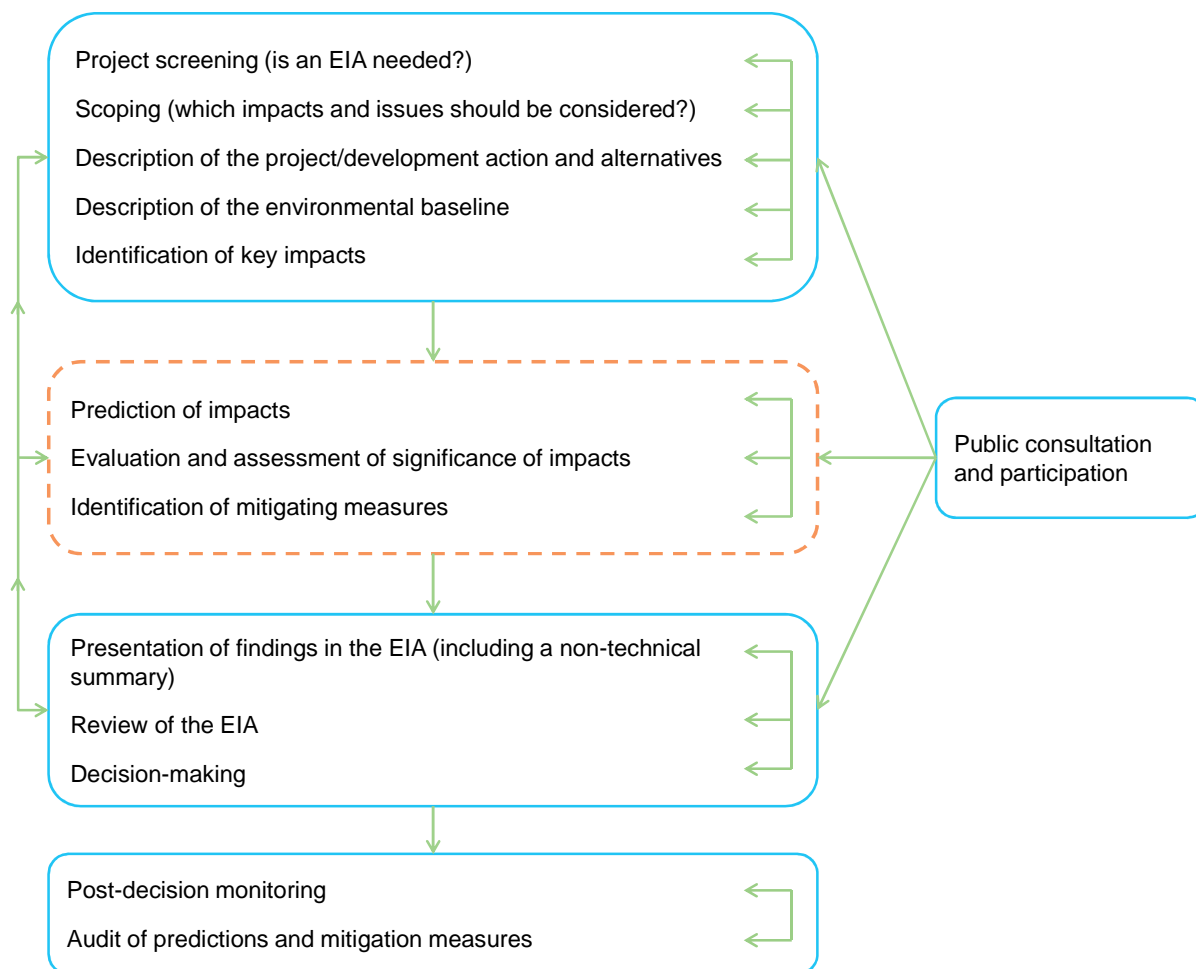 Project screening (is an EIA needed?)
Scoping (which impacts and issues should be considered?)
Description of the project/development action and alternatives
Description of the environmental baseline
Identification of key impacts
Prediction of impacts
Evaluation and assessment of significance of impacts
Identification of mitigating measures
Public consultation
and participation
Presentation of findings in the EIA (including a non-technical
summary)
Review of the EIA
Decision-making
Post-decision monitoring
Audit of predictions and mitigation measures